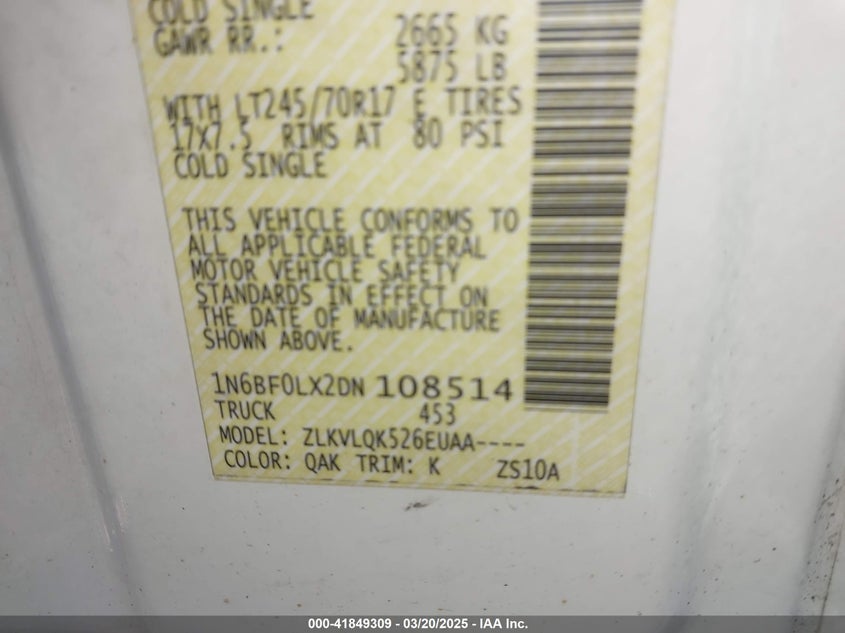 COLD SINGLE
GAWR RR.: 2665 KG
5875 LB
WITH LT245/70R17 E TIRES
17x7.5 RIMS AT 80 PSI
COLD SINGLE
THIS VEHICLE CONFORMS TO
ALL APPLICABLE FEDERAL
MOTOR VEHICLE SAFETY
STANDARDS IN EFFECT ON
THE DATE OF MANUFACTURE
SHOWN ABOVE.
1N6BF0LX2DN 108514
TRUCK 453
MODEL: ZLKVLQK526EUAA----
COLOR: QAK TRIM: K ZS10A
000-41849309 — 03/20/2025 — IAA Inc.